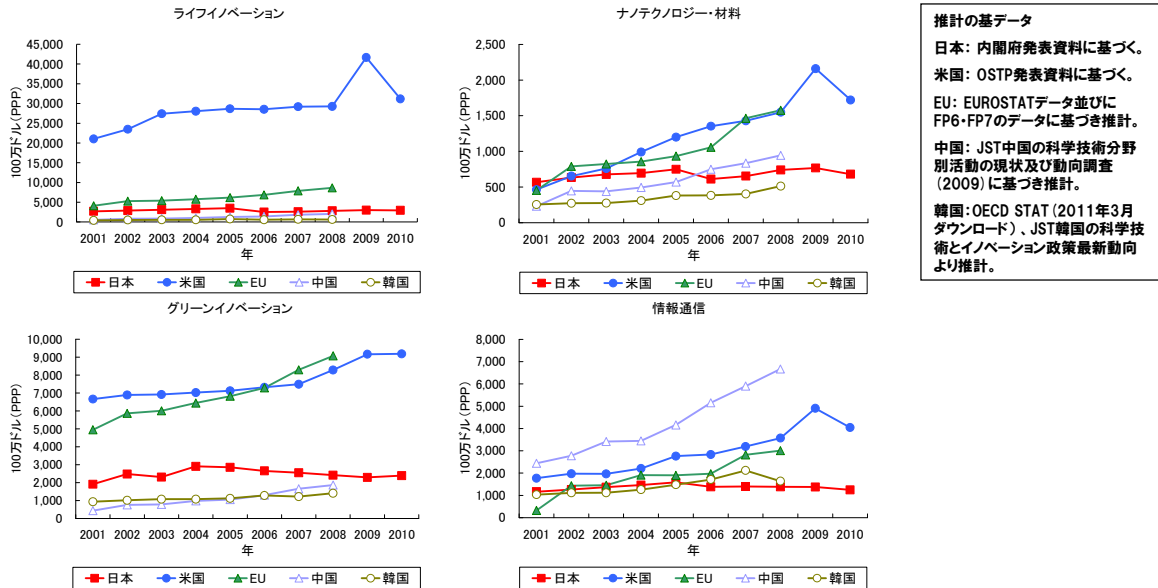 ライフイノベーション
100万ドル(PPP)
45,000
40,000
35,000
30,000
25,000
20,000
15,000
10,000
5,000
0
2001 2002 2003 2004 2005 2006 2007 2008 2009 2010
年
日本 米国 EU 中国 韓国
ナノテクノロジー・材料
100万ドル(PPP)
2,500
2,000
1,500
1,000
500
0
2001 2002 2003 2004 2005 2006 2007 2008 2009 2010
年
日本 米国 EU 中国 韓国
推計の基データ
日本: 内閣府発表資料に基づく。
米国: OSTP発表資料に基づく。
EU: EUROSTATデータ並びに
FP6・FP7のデータに基づき推計。
中国: JST中国の科学技術分野
別活動の現状及び動向調査
(2009)に基づき推計。
韓国:OECD STAT(2011年3月
ダウンロード)、JST韓国の科学技
術とイノベーション政策最新動向
より推計。
グリーンイノベーション
100万ドル(PPP)
10,000
9,000
8,000
7,000
6,000
5,000
4,000
3,000
2,000
1,000
0
2001 2002 2003 2004 2005 2006 2007 2008 2009 2010
年
日本 米国 EU 中国 韓国
情報通信
100万ドル(PPP)
8,000
7,000
6,000
5,000
4,000
3,000
2,000
1,000
0
2001 2002 2003 2004 2005 2006 2007 2008 2009 2010
年
日本 米国 EU 中国 韓国